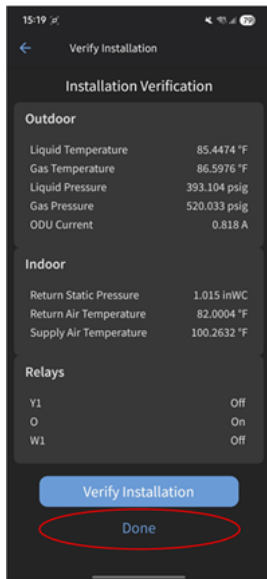 15:19
79
Verify Installation
Installation Verification
Outdoor
Liquid Temperature 85.4474 °F
Gas Temperature 86.5976 °F
Liquid Pressure 393.104 psig
Gas Pressure 520.033 psig
ODU Current 0.818 A
Indoor
Return Static Pressure 1.015 inWC
Return Air Temperature 82.0004 °F
Supply Air Temperature 100.2632 °F
Relays
Y1 Off
O On
W1 Off
Verify Installation
Done